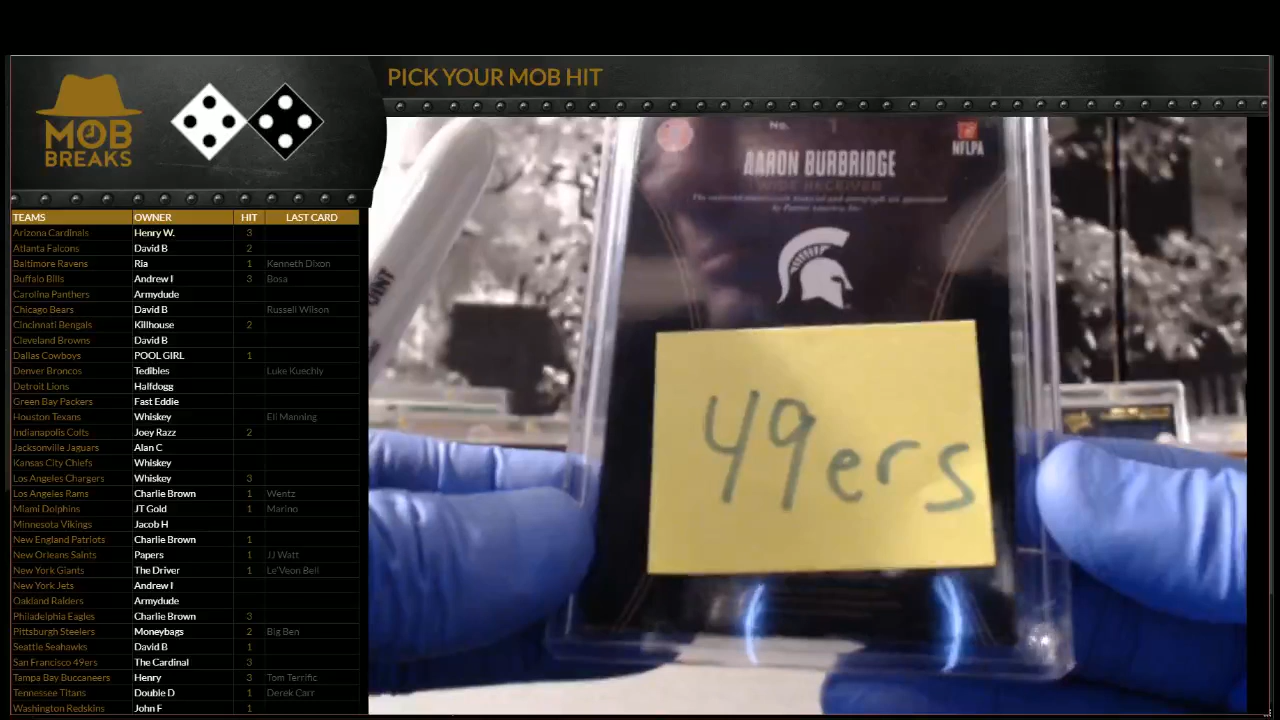 PICK YOUR MOB HIT
MOB
BREAKS
TEAMS OWNER HIT LAST CARD
Arizona Cardinals Henry W. 3
Atlanta Falcons David B 2
Baltimore Ravens Ria 1 Kenneth Dixon
Buffalo Bills Andrew I 3 Bosa
Carolina Panthers Armydude
Chicago Bears David B Russell Wilson
Cincinnati Bengals Killhouse 2
Cleveland Browns David B
Dallas Cowboys POOL GIRL 1
Denver Broncos Tedibles Luke Kuechly
Detroit Lions Halfdogg
Green Bay Packers Fast Eddie
Houston Texans Whiskey Eli Manning
Indianapolis Colts Joey Razz 2
Jacksonville Jaguars Alan C
Kansas City Chiefs Whiskey
Los Angeles Chargers Whiskey 3
Los Angeles Rams Charlie Brown 1 Wentz
Miami Dolphins JT Gold 1 Marino
Minnesota Vikings Jacob H
New England Patriots Charlie Brown 1
New Orleans Saints Papers 1 JJ Watt
New York Giants The Driver 1 Le'Veon Bell
New York Jets Andrew I
Oakland Raiders Armydude
Philadelphia Eagles Charlie Brown 3
Pittsburgh Steelers Moneybags 2 Big Ben
Seattle Seahawks David B 1
San Francisco 49ers The Cardinal 3
Tampa Bay Buccaneers Henry 3 Tom Terrific
Tennessee Titans Double D 1 Derek Carr
Washington Redskins John F 1
No.
NFLPA
AARON BURBRIDGE
WIDE RECEIVER
49ers